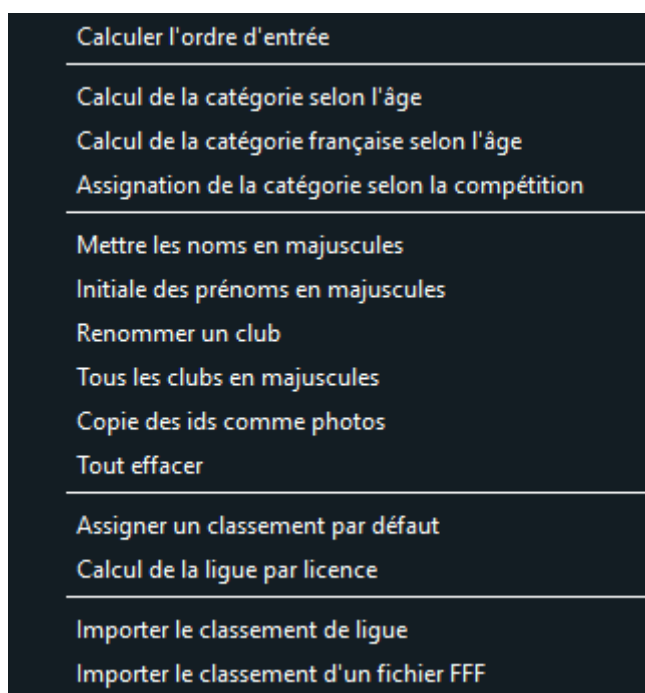 Calculer l'ordre d'entrée
Calcul de la catégorie selon l'âge
Calcul de la catégorie française selon l'âge
Assignation de la catégorie selon la compétition
Mettre les noms en majuscules
Initiale des prénoms en majuscules
Renommer un club
Tous les clubs en majuscules
Copie des ids comme photos
Tout effacer
Assigner un classement par défaut
Calcul de la ligue par licence
Importer le classement de ligue
Importer le classement d'un fichier FFF